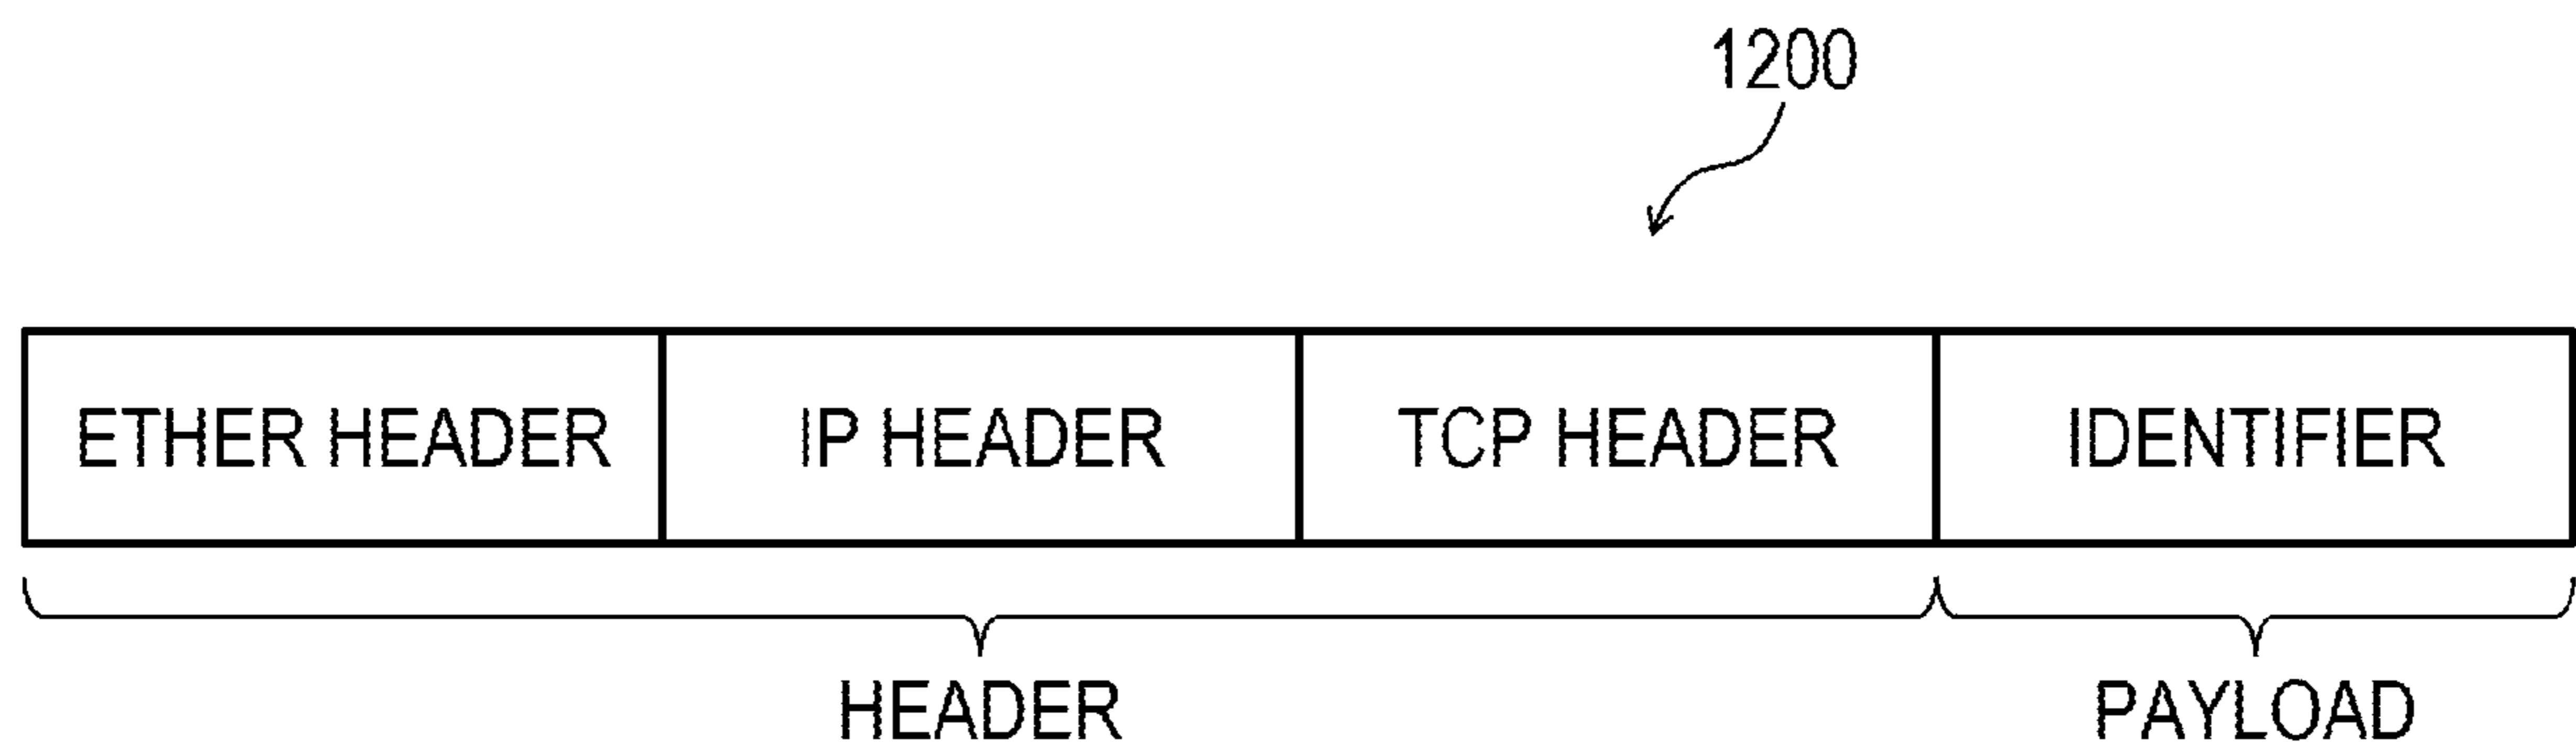 1200
ETHER HEADER IP HEADER TCP HEADER IDENTIFIER
HEADER PAYLOAD